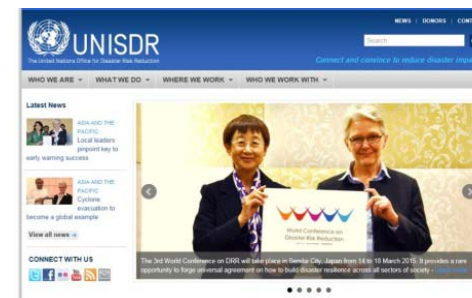 NEWS | DONORS | CONT
UNISDR
The United Nations Office for Disaster Risk Reduction
Search
Connect and convince to reduce disaster impa
WHO WE ARE
WHAT WE DO
WHERE WE WORK
WHO WE WORK WITH
Latest News
ASIA AND THE
PACIFIC
Local leaders
pinpoint key to
early warning success
ASIA AND THE
PACIFIC
Cyclone
evacuation to
become a global example
View all news
CONNECT WITH US
World Conference on
Disaster Risk Reduction
The 3rd World Conference on DRR will take place in Sendai City, Japan from 14 to 18 March 2015. It provides a rare
opportunity to forge universal agreement on how to build disaster resilience across all sectors of society -